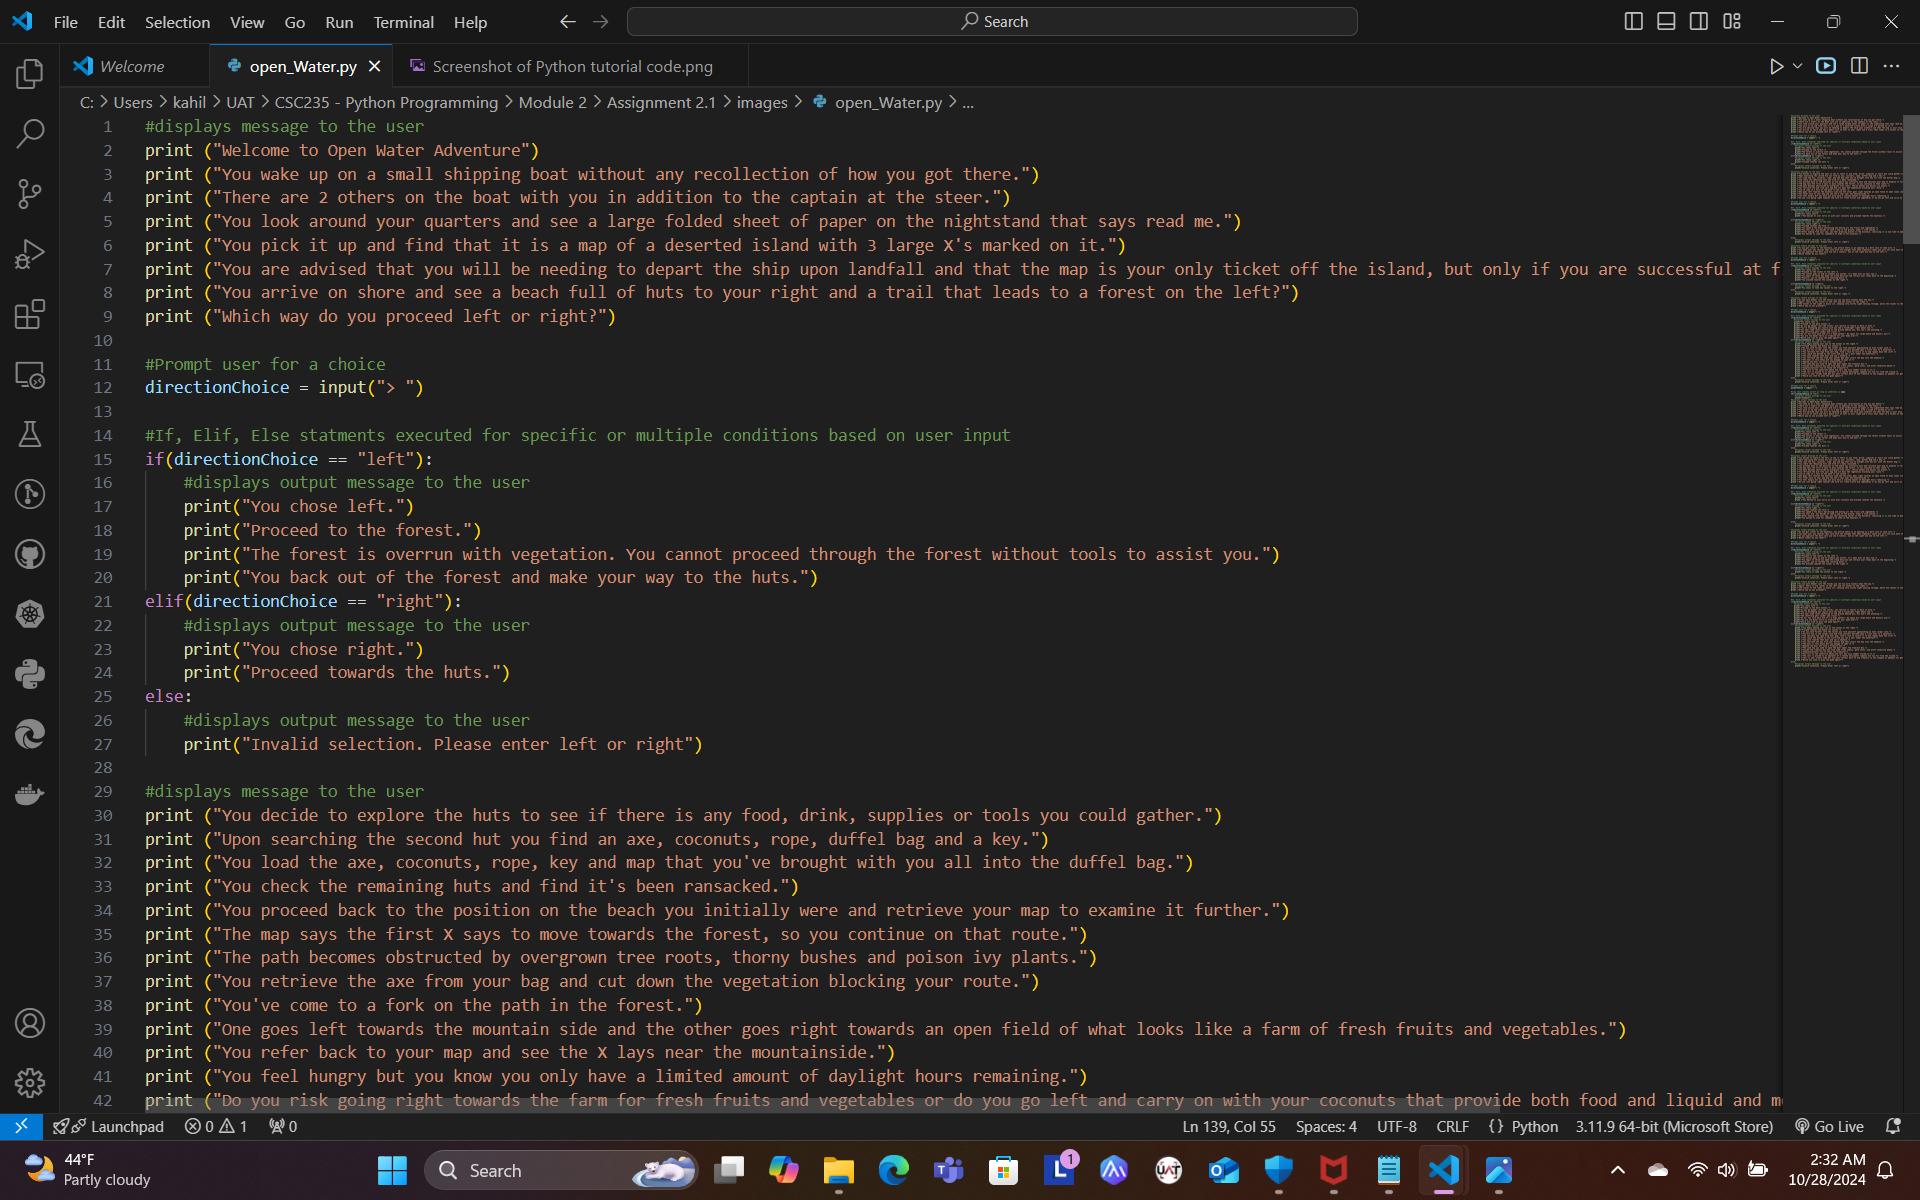 File Edit Selection View Go Run Terminal Help
Search
Welcome
open_Water.py
Screenshot of Python tutorial code.png
C: > Users > kahil > UAT > CSC235 - Python Programming > Module 2 > Assignment 2.1 > images > open_Water.py > ...
1 #displays message to the user
2 print ("Welcome to Open Water Adventure")
3 print ("You wake up on a small shipping boat without any recollection of how you got there.")
4 print ("There are 2 others on the boat with you in addition to the captain at the steer.")
5 print ("You look around your quarters and see a large folded sheet of paper on the nightstand that says read me.")
6 print ("You pick it up and find that it is a map of a deserted island with 3 large X's marked on it.")
7 print ("You are advised that you will be needing to depart the ship upon landfall and that the map is your only ticket off the island, but only if you are successful at f
8 print ("You arrive on shore and see a beach full of huts to your right and a trail that leads to a forest on the left?")
9 print ("Which way do you proceed left or right?")
10
11 #Prompt user for a choice
12 directionChoice = input("> ")
13
14 #If, Elif, Else statments executed for specific or multiple conditions based on user input
15 if(directionChoice == "left"):
16 #displays output message to the user
17 print("You chose left.")
18 print("Proceed to the forest.")
19 print("The forest is overrun with vegetation. You cannot proceed through the forest without tools to assist you.")
20 print("You back out of the forest and make your way to the huts.")
21 elif(directionChoice == "right"):
22 #displays output message to the user
23 print("You chose right.")
24 print("Proceed towards the huts.")
25 else:
26 #displays output message to the user
27 print("Invalid selection. Please enter left or right")
28
29 #displays message to the user
30 print ("You decide to explore the huts to see if there is any food, drink, supplies or tools you could gather.")
31 print ("Upon searching the second hut you find an axe, coconuts, rope, duffel bag and a key.")
32 print ("You load the axe, coconuts, rope, key and map that you've brought with you all into the duffel bag.")
33 print ("You check the remaining huts and find it's been ransacked.")
34 print ("You proceed back to the position on the beach you initially were and retrieve your map to examine it further.")
35 print ("The map says the first X says to move towards the forest, so you continue on that route.")
36 print ("The path becomes obstructed by overgrown tree roots, thorny bushes and poison ivy plants.")
37 print ("You retrieve the axe from your bag and cut down the vegetation blocking your route.")
38 print ("You've come to a fork on the path in the forest.")
39 print ("One goes left towards the mountain side and the other goes right towards an open field of what looks like a farm of fresh fruits and vegetables.")
40 print ("You refer back to your map and see the X lays near the mountainside.")
41 print ("You feel hungry but you know you only have a limited amount of daylight hours remaining.")
42 print ("Do you risk going right towards the farm for fresh fruits and vegetables or do you go left and carry on with your coconuts that provide both food and liquid and m
Launchpad 0 1 0 Ln 139, Col 55 Spaces: 4 UTF-8 CRLF {} Python 3.11.9 64-bit (Microsoft Store) Go Live
44°F
Partly cloudy
Search
1
L
UAT
2:32 AM
10/28/2024